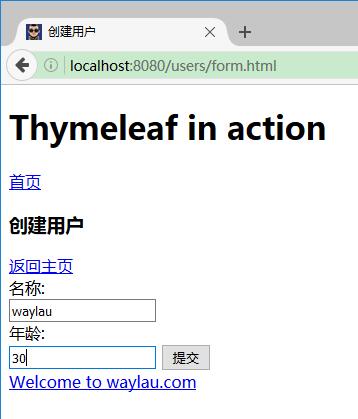 创建用户
localhost:8080/users/form.html
Thymeleaf in action
首页
创建用户
返回主页
名称:
waylau
年龄:
30 提交
Welcome to waylau.com